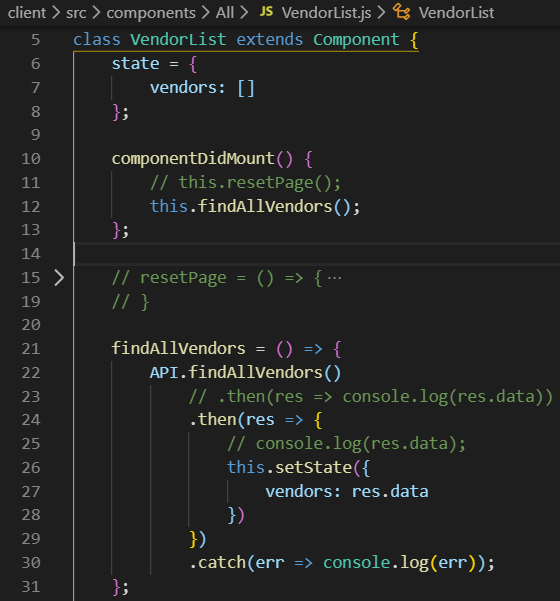 client > src > components > All > JS VendorList.js > VendorList
5 class VendorList extends Component {
6     state = {
7         vendors: []
8     };
9
10     componentDidMount() {
11         // this.resetPage();
12         this.findAllVendors();
13     };
14
15     // resetPage = () => {⋯
19     // }
20
21     findAllVendors = () => {
22         API.findAllVendors()
23             // .then(res => console.log(res.data))
24             .then(res => {
25                 // console.log(res.data);
26                 this.setState({
27                     vendors: res.data
28                 })
29             })
30             .catch(err => console.log(err));
31     };